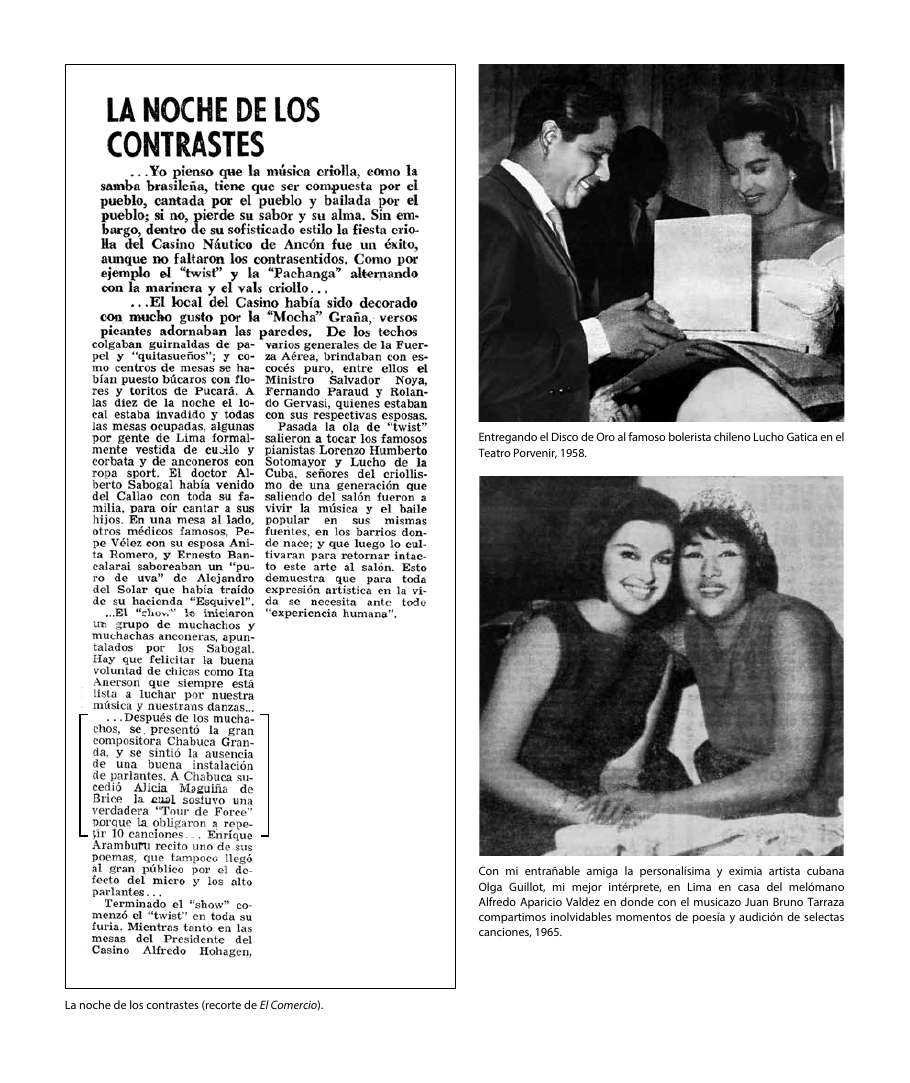 LA NOCHE DE LOS
CONTRASTES
...Yo pienso que la música criolla, como la
samba brasileña, tiene que ser compuesta por el
pueblo, cantada por el pueblo y bailada por el
pueblo; si no, pierde su sabor y su alma. Sin em-
bargo, dentro de su sofisticado estilo la fiesta crio-
lla del Casino Náutico de Ancón fue un éxito,
aunque no faltaron los contrasentidos. Como por
ejemplo el "twist" y la "Pachanga" alternando
con la marinera y el vals criollo...
...El local del Casino había sido decorado
con mucho gusto por la "Mocha" Graña, versos
picantes adornaban las paredes. De los techos
colgaban guirnaldas de pa-
pel y "quitasueños"; y co-
mo centros de mesas se ha-
bían puesto búcaros con flo-
res y toritos de Pucará. A
las diez de la noche el lo-
cal estaba invadido y todas
las mesas ocupadas, algunas
por gente de Lima formal-
mente vestida de cuello y
corbata y de anconeros con
ropa sport. El doctor Al-
berto Sabogal había venido
del Callao con toda su fa-
milia, para oír cantar a sus
hijos. En una mesa al lado,
otros médicos famosos, Pe-
pe Vélez con su esposa Ani-
ta Romero, y Ernesto Ban-
calarai saboreaban un "pu-
ro de uva" de Alejandro
del Solar que había traído
de su hacienda "Esquivel".
...El "show" le iniciaron
un grupo de muchachos y
muchachas anconeras, apun-
talados por los Sabogal.
Hay que felicitar la buena
voluntad de chicas como Ita
Anerson que siempre está
lista a luchar por nuestra
música y nuestrans danzas...
...Después de los mucha-
chos, se presentó la gran
compositora Chabuca Gran-
da, y se sintió la ausencia
de una buena instalación
de parlantes. A Chabuca su-
cedió Alicia Maguiña de
Brice la cual sostuvo una
verdadera "Tour de Force"
porque la obligaron a repe-
tir 10 canciones... Enrique
Aramburu recito uno de sus
poemas, que tampoco llegó
al gran público por el de-
fecto del micro y los alto
parlantes...
Terminado el "show" co-
menzó el "twist" en toda su
furia. Mientras tanto en las
mesas del Presidente del
Casino Alfredo Hohagen,
varios generales de la Fuer-
za Aérea, brindaban con es-
cocés puro, entre ellos el
Ministro Salvador Noya,
Fernando Paraud y Rolan-
do Gervasi, quienes estaban
con sus respectivas esposas.
Pasada la ola de "twist"
salieron a tocar los famosos
pianistas Lorenzo Humberto
Sotomayor y Lucho de la
Cuba, señores del criollis-
mo de una generación que
saliendo del salón fueron a
vivir la música y el baile
popular en sus mismas
fuentes, en los barrios don-
de nace; y que luego lo cul-
tivaran para retornar intac-
to este arte al salón. Esto
demuestra que para toda
expresión artística en la vi-
da se necesita ante todo
"experiencia humana".
La noche de los contrastes (recorte de El Comercio).
Entregando el Disco de Oro al famoso bolerista chileno Lucho Gatica en el
Teatro Porvenir, 1958.
Con mi entrañable amiga la personalísima y eximia artista cubana
Olga Guillot, mi mejor intérprete, en Lima en casa del melómano
Alfredo Aparicio Valdez en donde con el musicazo Juan Bruno Tarraza
compartimos inolvidables momentos de poesía y audición de selectas
canciones, 1965.